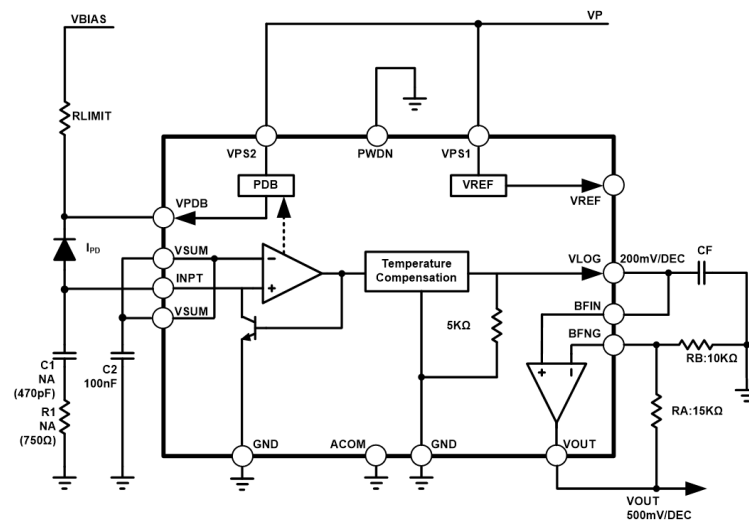 VBIAS
VP
RLIMIT
VPS2
PWDN
VPS1
PDB
VREF
VPDB
VREF
IPD
VSUM
INPT
VSUM
Temperature
Compensation
VLOG
200mV/DEC
CF
BFIN
BFNG
5KΩ
RB:10KΩ
C1
NA
(470pF)
C2
100nF
R1
NA
(750Ω)
RA:15KΩ
GND
ACOM
GND
VOUT
VOUT
500mV/DEC